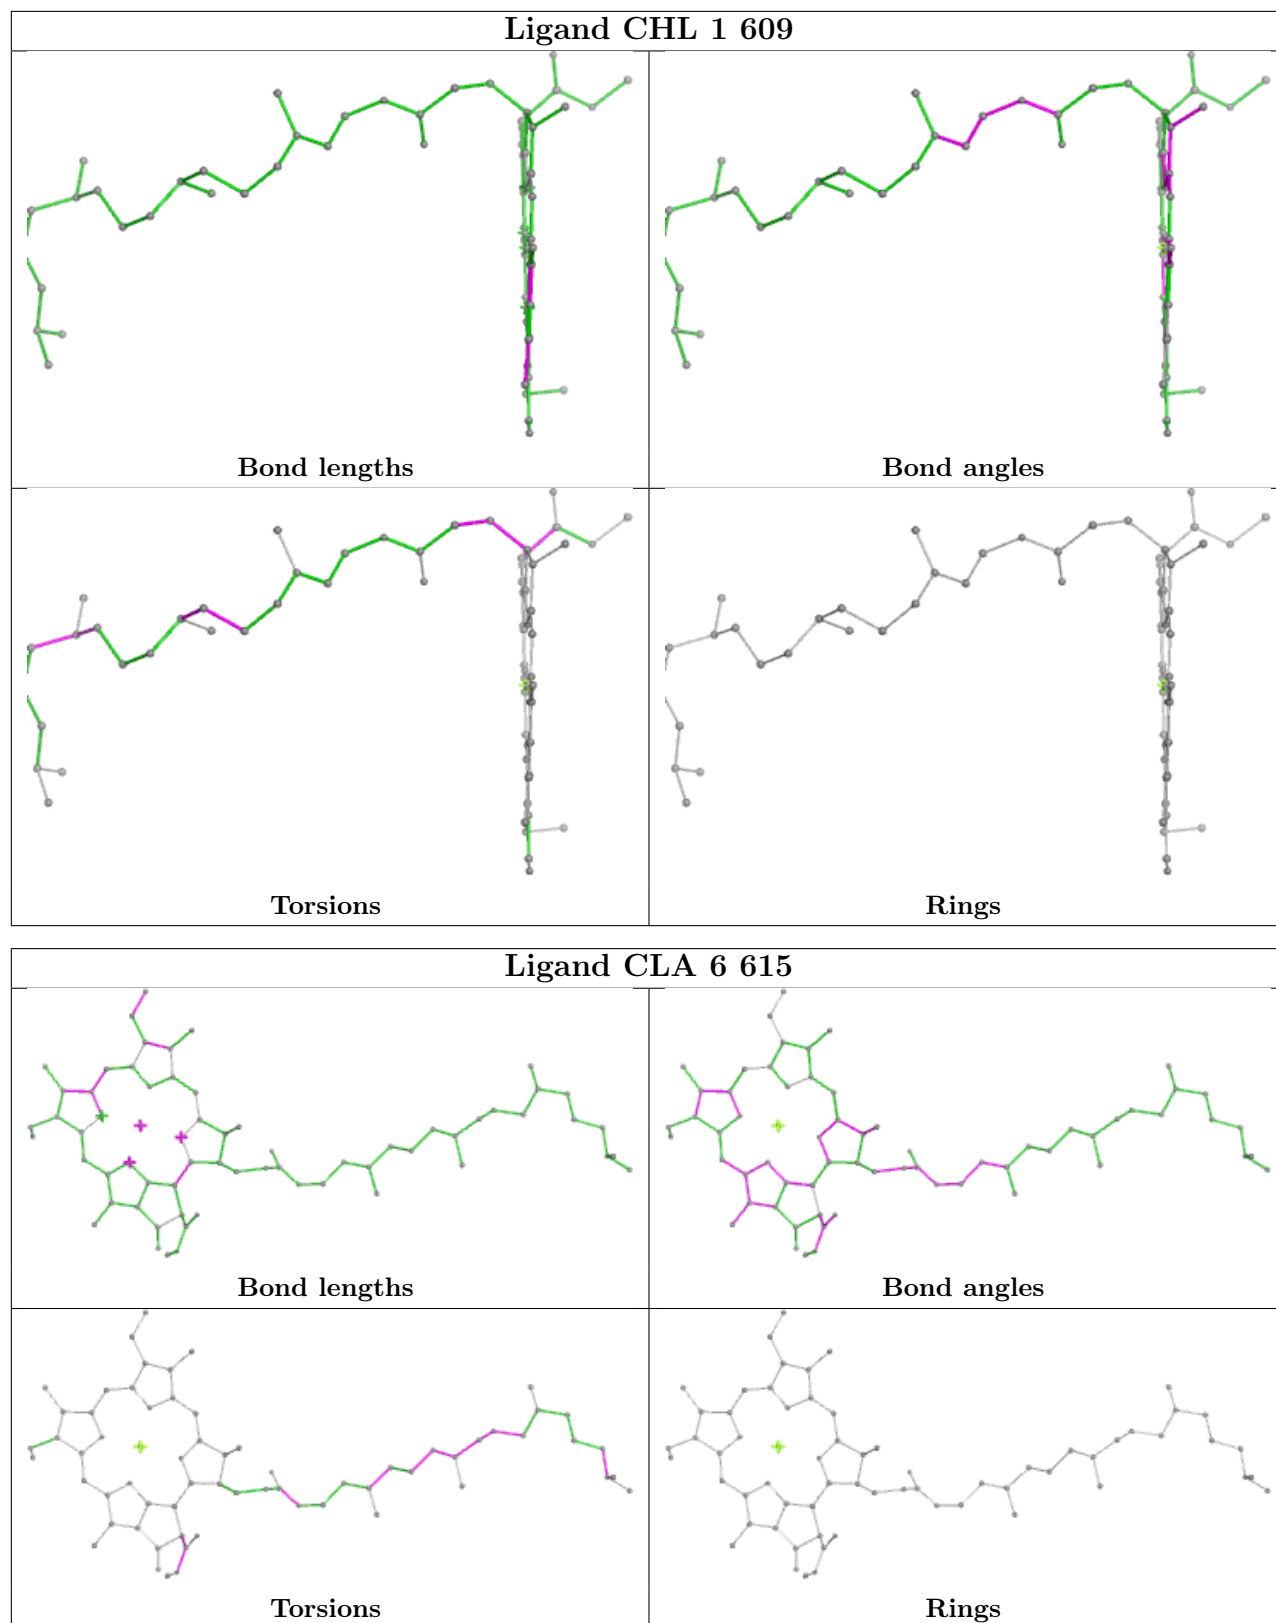 Ligand CHL 1 609
Bond lengths
Bond angles
Torsions
Rings
Ligand CLA 6 615
Bond lengths
Bond angles
Torsions
Rings